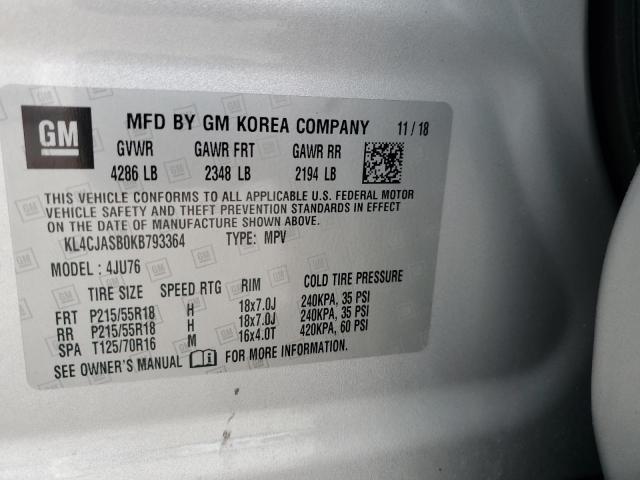 GM MFD BY GM KOREA COMPANY 11 / 18
GVWR GAWR FRT GAWR RR
4286 LB 2348 LB 2194 LB
THIS VEHICLE CONFORMS TO ALL APPLICABLE U.S. FEDERAL MOTOR
VEHICLE SAFETY AND THEFT PREVENTION STANDARDS IN EFFECT
ON THE DATE OF MANUFACTURE SHOWN ABOVE.
KL4CJASB0KB793364 TYPE: MPV
MODEL : 4JU76
TIRE SIZE SPEED RTG RIM COLD TIRE PRESSURE
FRT P215/55R18 H 18x7.0J 240KPA, 35 PSI
RR P215/55R18 H 18x7.0J 240KPA, 35 PSI
SPA T125/70R16 M 16x4.0T 420KPA, 60 PSI
SEE OWNER'S MANUAL FOR MORE INFORMATION.